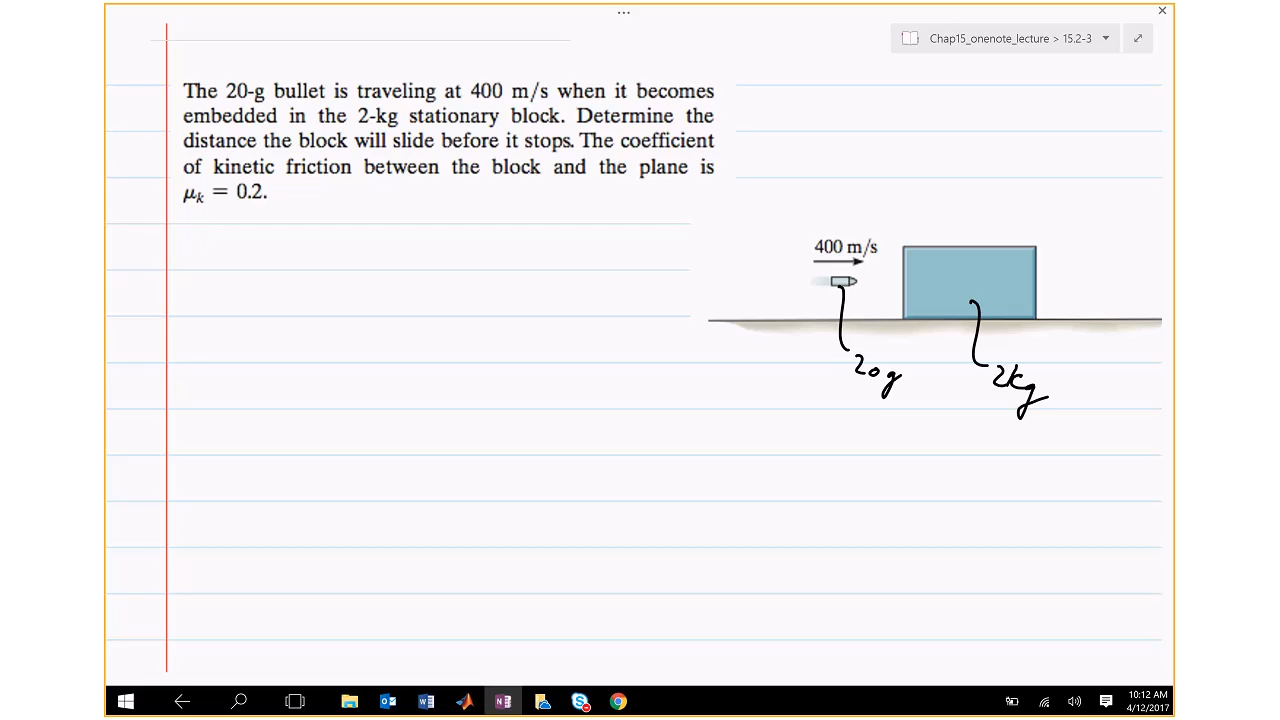 Chap15_onenote_lecture > 15.2-3
The 20-g bullet is traveling at 400 m/s when it becomes
embedded in the 2-kg stationary block. Determine the
distance the block will slide before it stops. The coefficient
of kinetic friction between the block and the plane is
μk = 0.2.
400 m/s
20g
2kg
10:12 AM
4/12/2017